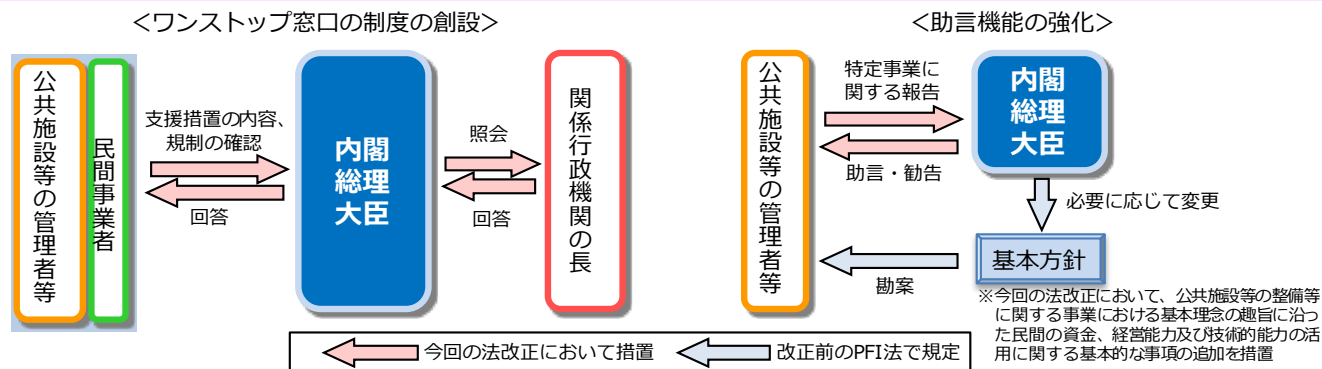 ＜ワンストップ窓口の制度の創設＞
公共施設等の管理者等
民間事業者
支援措置の内容、
規制の確認
回答
内閣
総理
大臣
照会
回答
関係行政機関の長
＜助言機能の強化＞
公共施設等の管理者等
特定事業に
関する報告
助言・勧告
内閣
総理
大臣
必要に応じて変更
基本方針
勘案
※今回の法改正において、公共施設等の整備等
に関する事業における基本理念の趣旨に沿っ
た民間の資金、経営能力及び技術的能力の活
用に関する基本的な事項の追加を措置
今回の法改正において措置
改正前のPFI法で規定